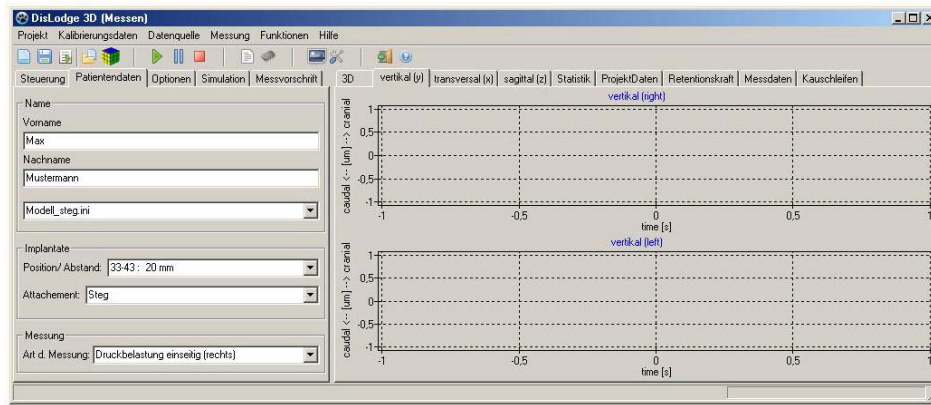 DisLodge 3D (Messen)
Projekt Kalibrierungsdaten Datenquelle Messung Funktionen Hilfe
Steuerung Patientendaten Optionen Simulation Messvorschrift
Name
Vorname
Max
Nachname
Mustermann
Modell_steg.ini
Implantate
Position/ Abstand: 33-43 : 20 mm
Attachement: Steg
Messung
Art d. Messung: Druckbelastung einseitig (rechts)
3D vertikal (y) transversal (x) sagittal (z) Statistik ProjektDaten Retentionskraft Messdaten Kauschleifen
vertikal (right)
caudal <-- [um] --> cranial
1
0,5
0
-0,5
-1
-1 -0,5 0 0,5 1
time [s]
vertikal (left)
caudal <-- [um] --> cranial
1
0,5
0
-0,5
-1
-1 -0,5 0 0,5 1
time [s]